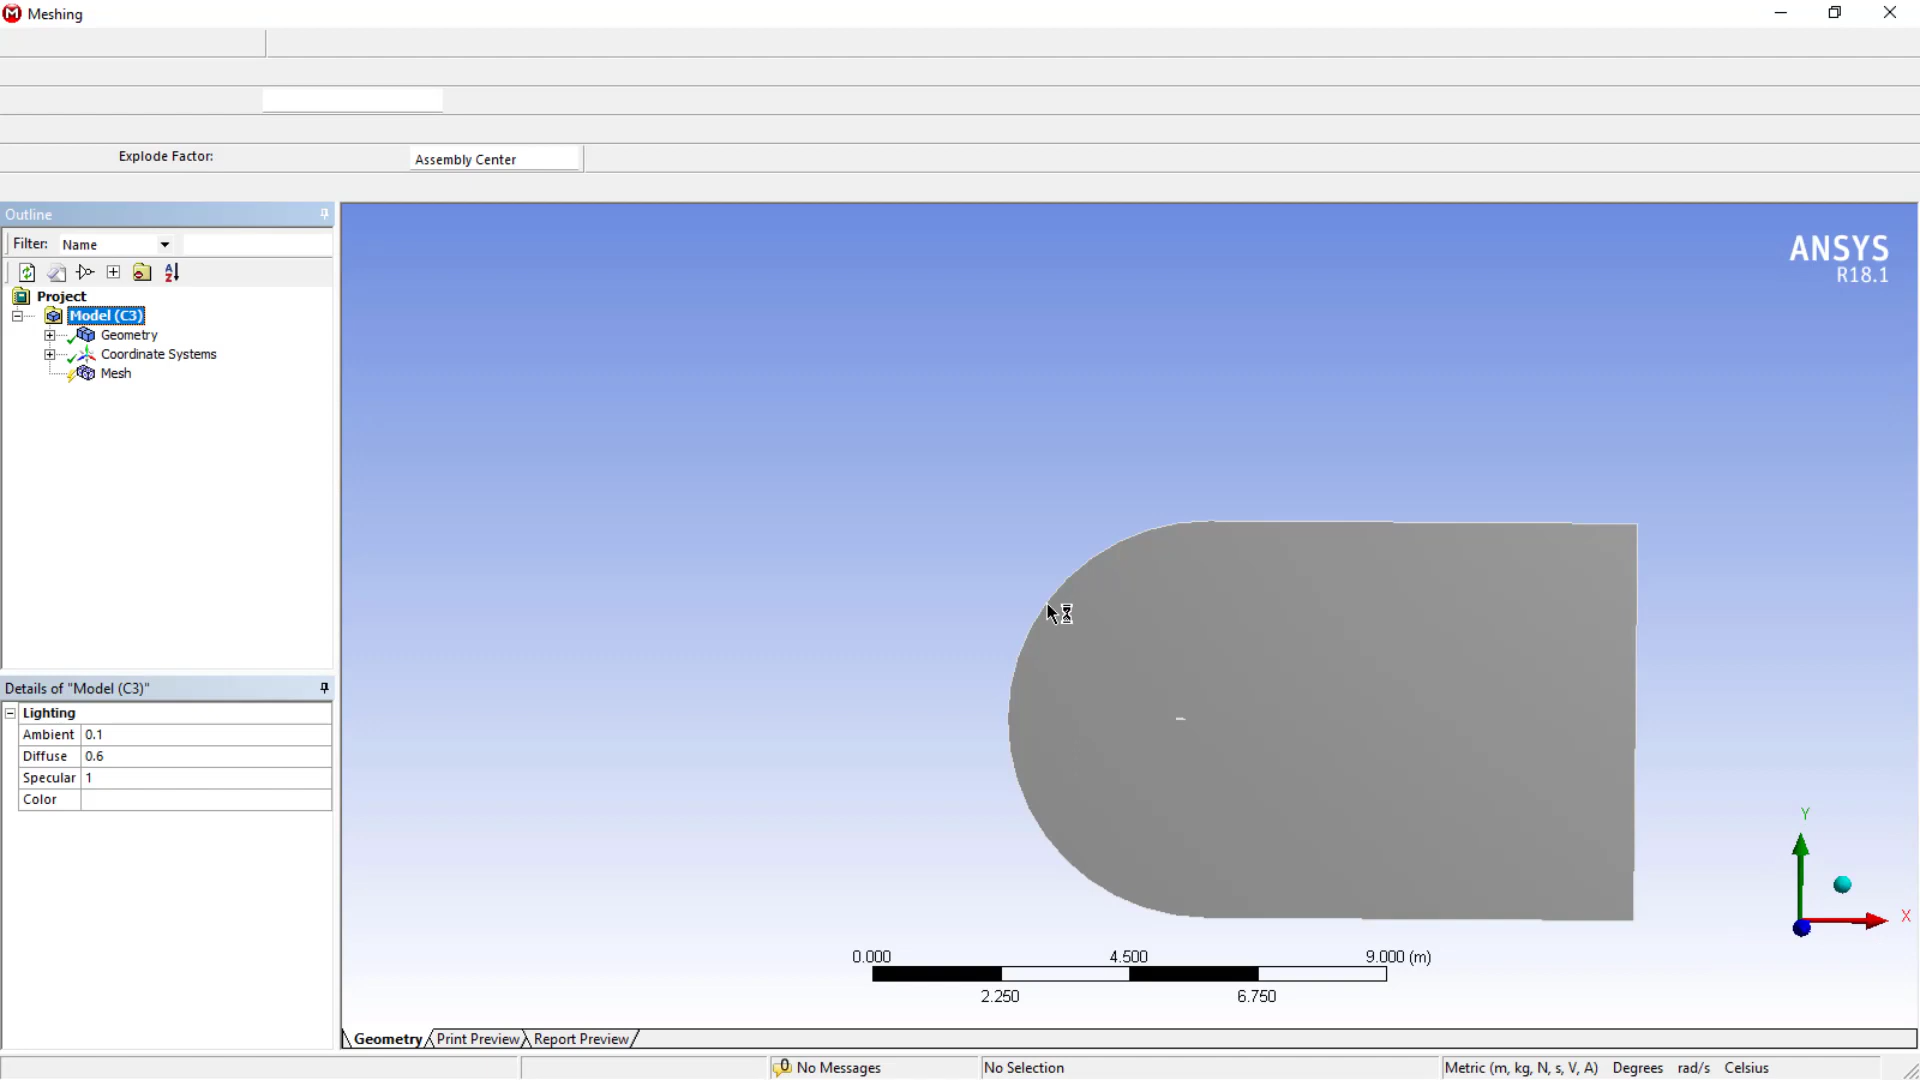 Meshing
Explode Factor:
Assembly Center
Outline
Filter: Name
Project
Model (C3)
Geometry
Coordinate Systems
Mesh
ANSYS
R18.1
Details of "Model (C3)"
Lighting
Ambient 0.1
Diffuse 0.6
Specular 1
Color
Y
X
0.000 4.500 9.000 (m)
2.250 6.750
Geometry Print Preview Report Preview
0 No Messages No Selection Metric (m, kg, N, s, V, A) Degrees rad/s Celsius